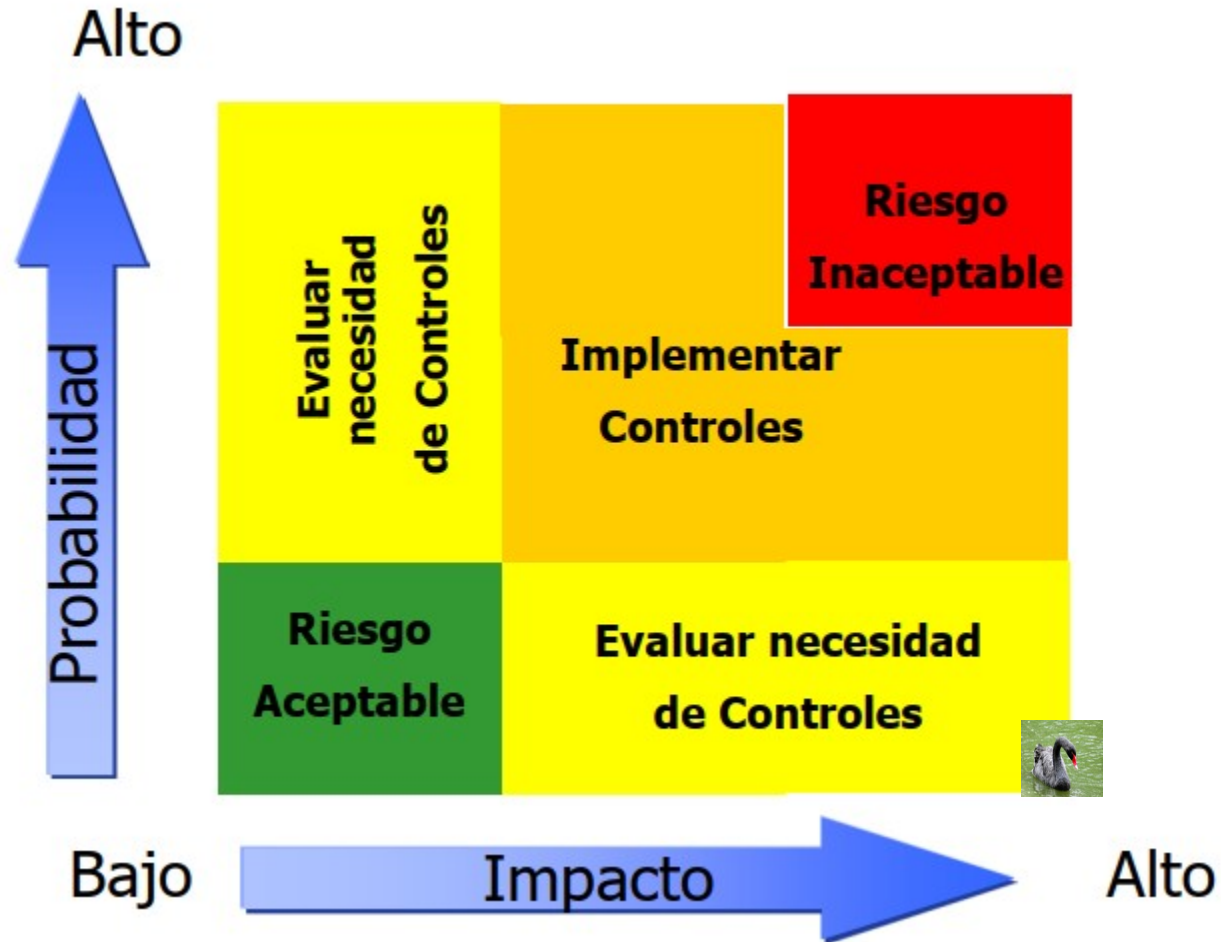 Alto
Probabilidad
Evaluar
necesidad
de Controles
Riesgo
Inaceptable
Implementar
Controles
Riesgo
Aceptable
Evaluar necesidad
de Controles
Bajo
Impacto
Alto